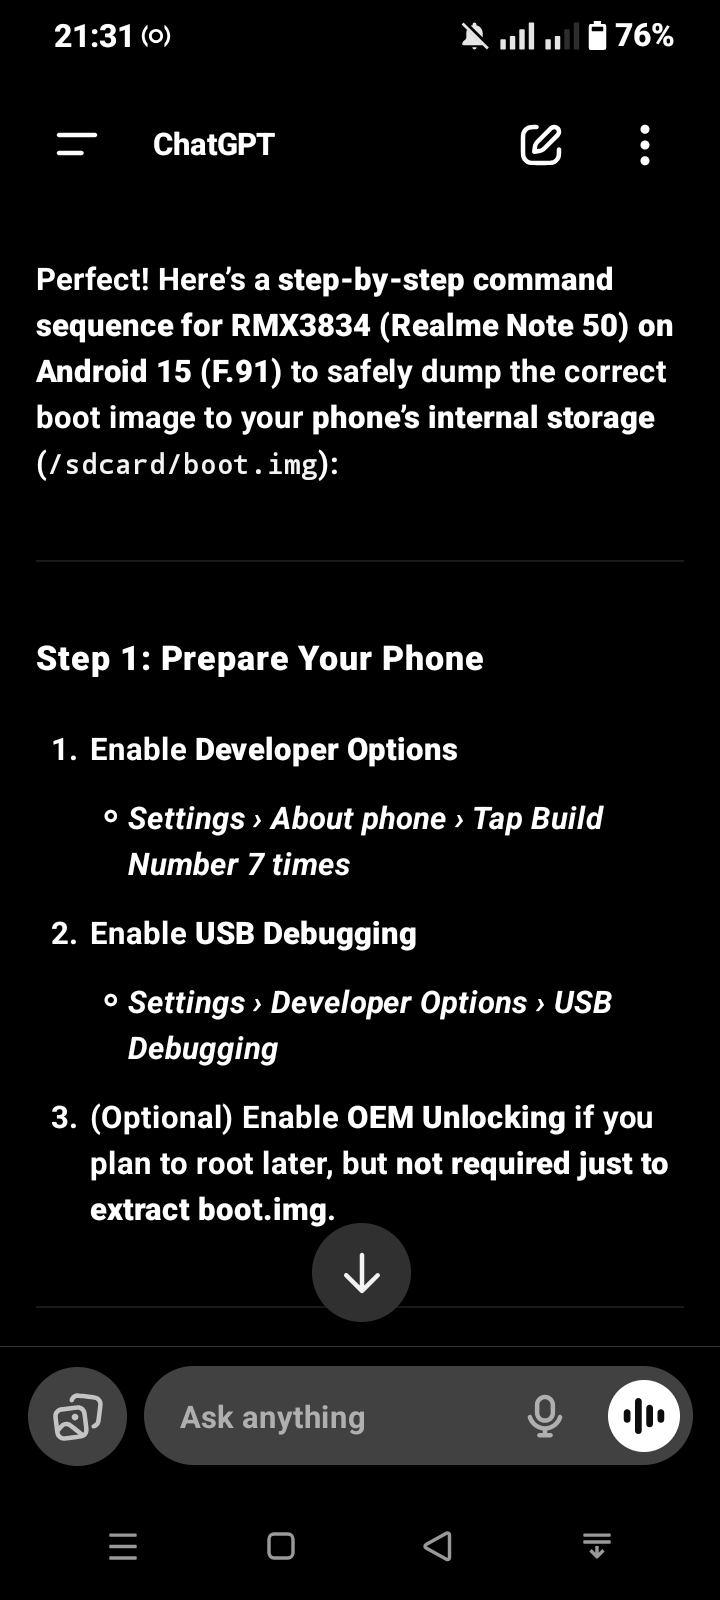 21:31 76%
ChatGPT
Perfect! Here’s a step-by-step command
sequence for RMX3834 (Realme Note 50) on
Android 15 (F.91) to safely dump the correct
boot image to your phone’s internal storage
(/sdcard/boot.img):
Step 1: Prepare Your Phone
1. Enable Developer Options
Settings › About phone › Tap Build
Number 7 times
2. Enable USB Debugging
Settings › Developer Options › USB
Debugging
3. (Optional) Enable OEM Unlocking if you
plan to root later, but not required just to
extract boot.img.
Ask anything